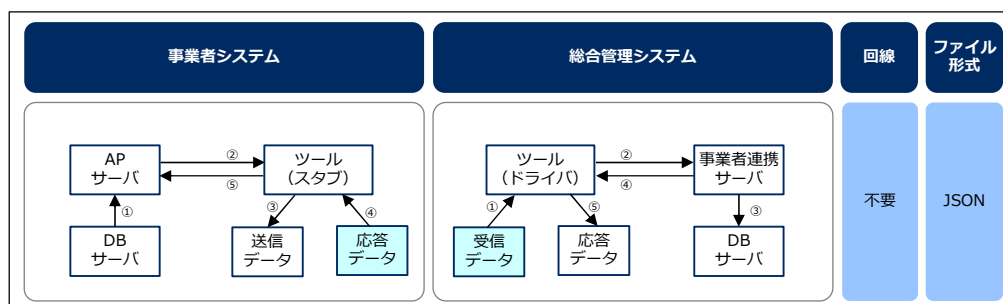 事業者システム
総合管理システム
回線
ファイル
形式
AP
サーバ
②
⑤
ツール
(スタブ)
①
③
④
DB
サーバ
送信
データ
応答
データ
ツール
(ドライバ)
②
④
事業者連携
サーバ
①
⑤
③
受信
データ
応答
データ
DB
サーバ
不要
JSON